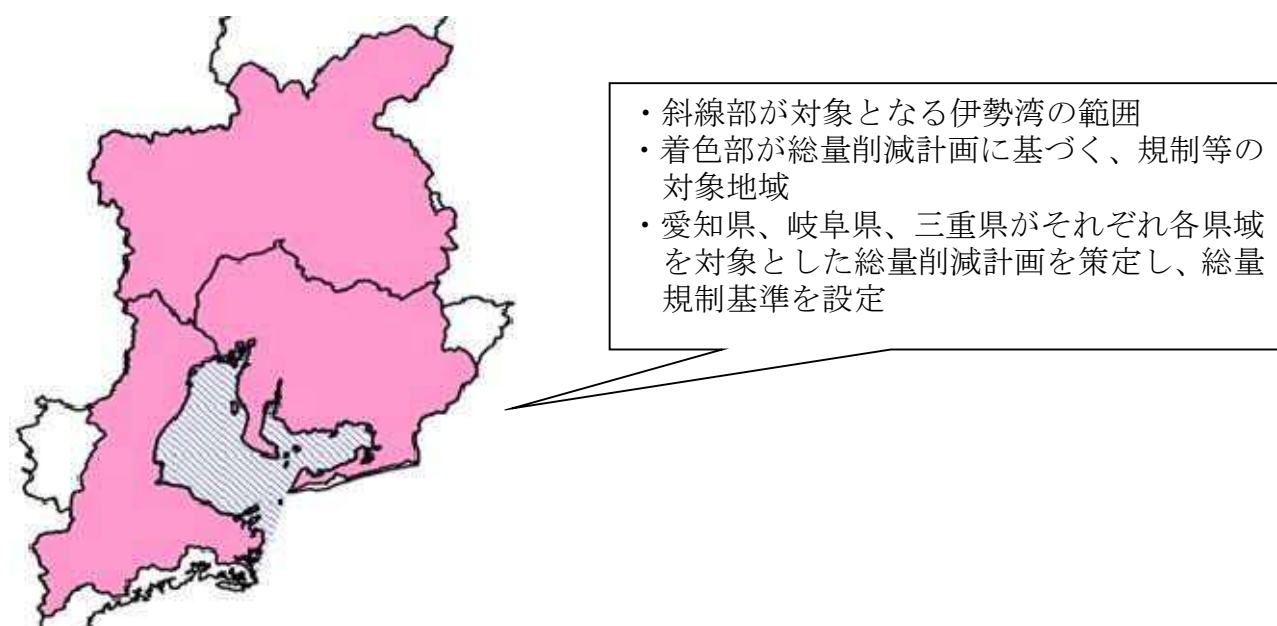 ・斜線部が対象となる伊勢湾の範囲
・着色部が総量削減計画に基づく、規制等の
対象地域
・愛知県、岐阜県、三重県がそれぞれ各県域
を対象とした総量削減計画を策定し、総量
規制基準を設定